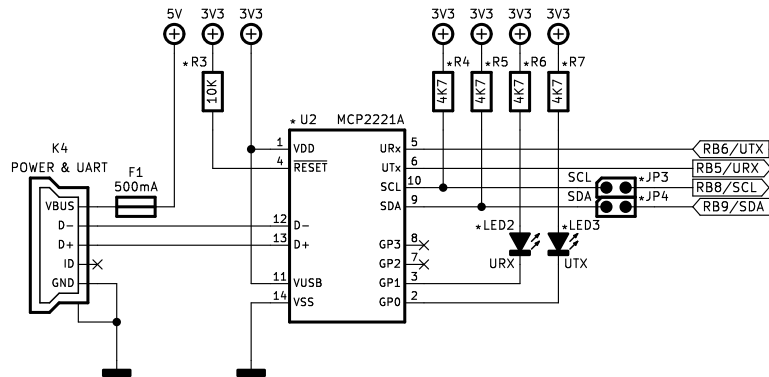 5V 3V3 3V3 3V3 3V3 3V3 3V3
*R3 10K
*R4 4K7
*R5 4K7
*R6 4K7
*R7 4K7
* U2 MCP2221A
K4
POWER & UART
F1
500mA
VBUS
D-
D+
ID
GND
1 VDD
4 RESET
12 D-
13 D+
11 VUSB
14 VSS
URx 5
UTx 6
SCL 10
SDA 9
GP3 8
GP2 7
GP1 3
GP0 2
RB6/UTX
RB5/URX
SCL *JP3 RB8/SCL
SDA *JP4 RB9/SDA
*LED2 *LED3
URX UTX